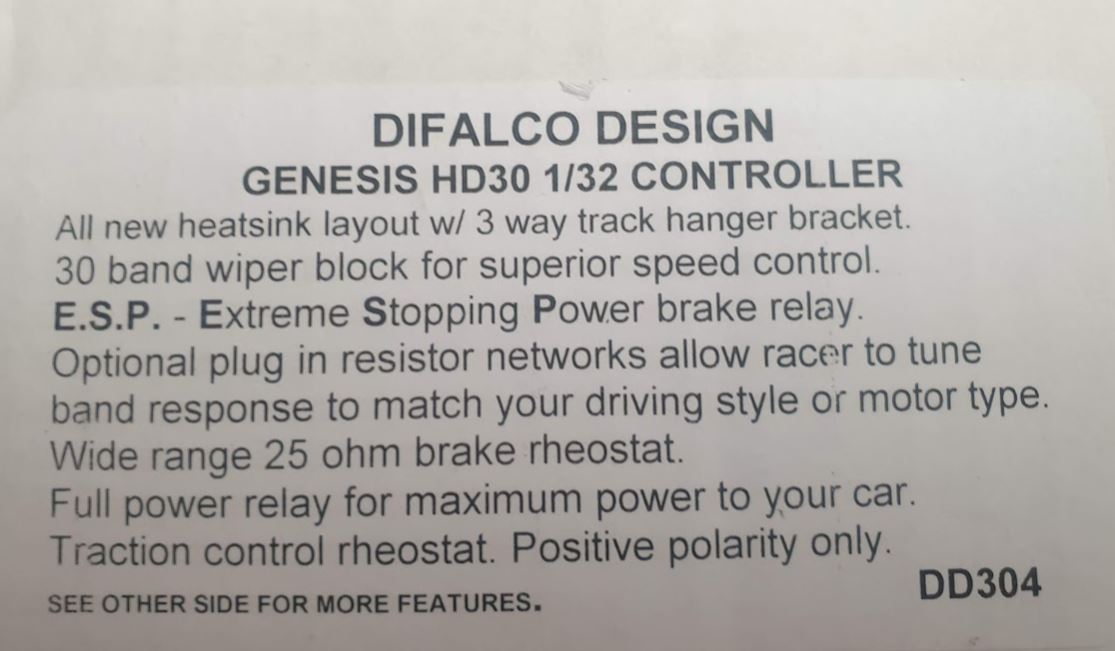 DIFALCO DESIGN
GENESIS HD30 1/32 CONTROLLER
All new heatsink layout w/ 3 way track hanger bracket.
30 band wiper block for superior speed control.
E.S.P. - Extreme Stopping Power brake relay.
Optional plug in resistor networks allow racer to tune
band response to match your driving style or motor type.
Wide range 25 ohm brake rheostat.
Full power relay for maximum power to your car.
Traction control rheostat. Positive polarity only.
DD304
SEE OTHER SIDE FOR MORE FEATURES.